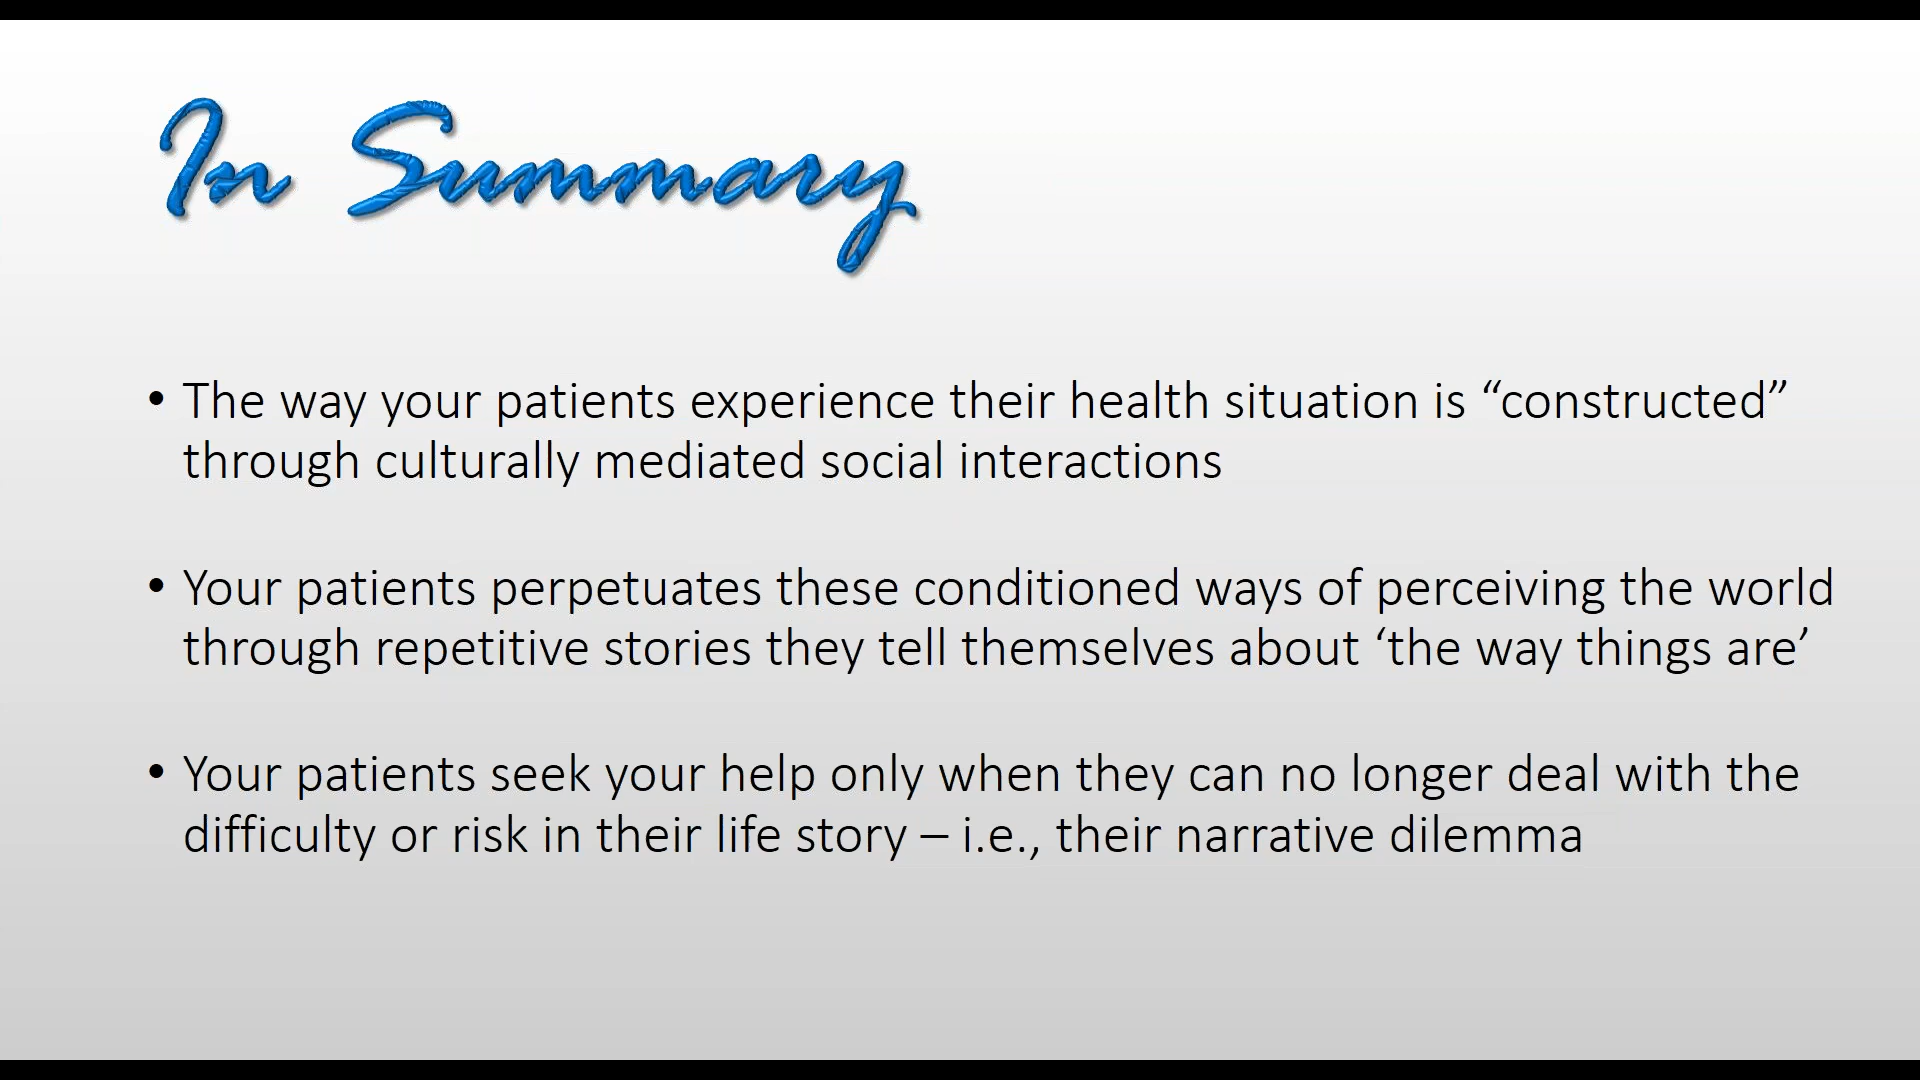 In Summary
• The way your patients experience their health situation is “constructed”
through culturally mediated social interactions
• Your patients perpetuates these conditioned ways of perceiving the world
through repetitive stories they tell themselves about ‘the way things are’
• Your patients seek your help only when they can no longer deal with the
difficulty or risk in their life story – i.e., their narrative dilemma